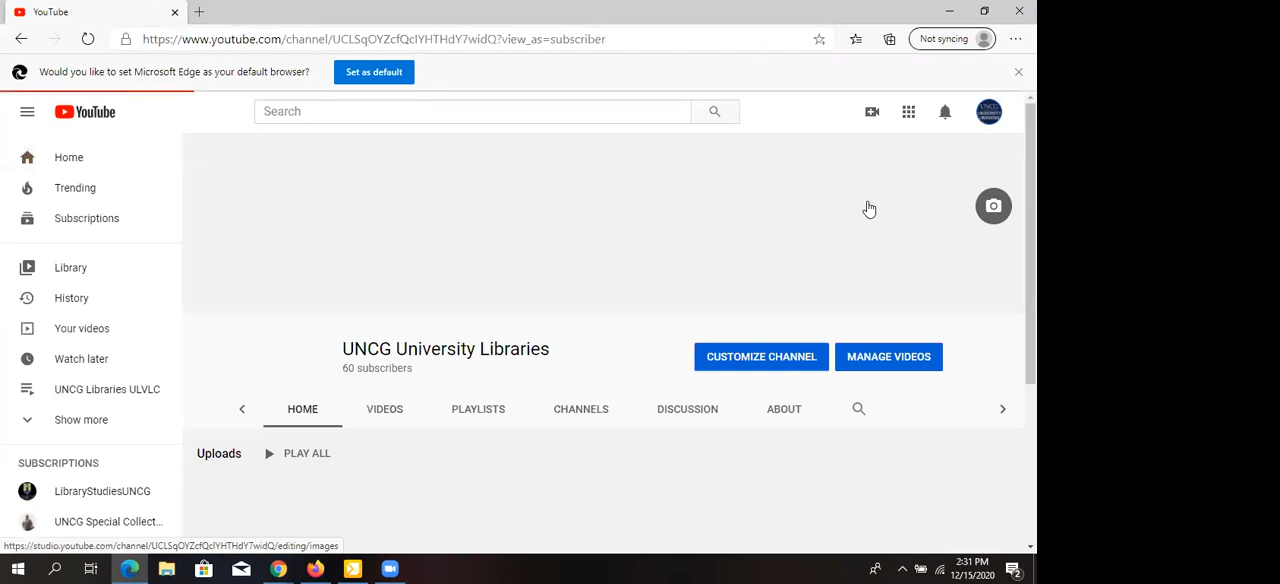 YouTube
https://www.youtube.com/channel/UCLSqOYZcfQcIYHTHdY7widQ?view_as=subscriber
Not syncing
Would you like to set Microsoft Edge as your default browser?
Set as default
YouTube
Search
Home
Trending
Subscriptions
Library
History
Your videos
Watch later
UNCG Libraries ULVLC
Show more
SUBSCRIPTIONS
LibraryStudiesUNCG
UNCG Special Collect...
UNCG University Libraries
60 subscribers
CUSTOMIZE CHANNEL
MANAGE VIDEOS
HOME VIDEOS PLAYLISTS CHANNELS DISCUSSION ABOUT
Uploads PLAY ALL
https://studio.youtube.com/channel/UCLSqOYZcfQcIYHTHdY7widQ/editing/images
2:31 PM
12/15/2020
2